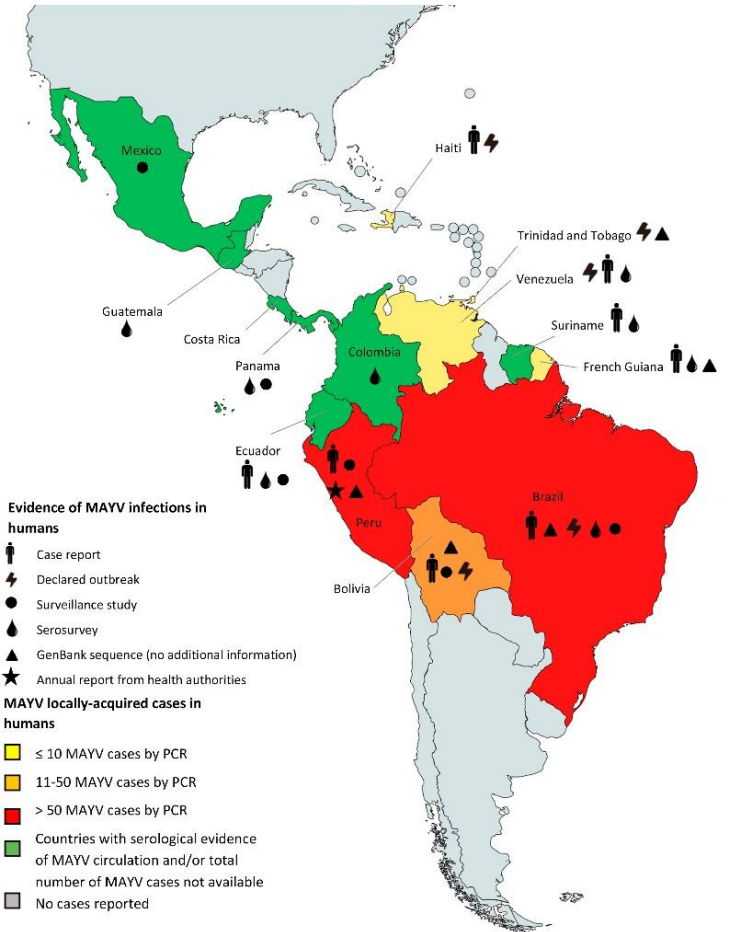 Mexico
Haiti
Trinidad and Tobago
Venezuela
Guatemala
Suriname
Costa Rica
Colombia
French Guiana
Panama
Ecuador
Brazil
Peru
Bolivia
Evidence of MAYV infections in
humans
Case report
Declared outbreak
Surveillance study
Serosurvey
GenBank sequence (no additional information)
Annual report from health authorities
MAYV locally-acquired cases in
humans
≤ 10 MAYV cases by PCR
11-50 MAYV cases by PCR
> 50 MAYV cases by PCR
Countries with serological evidence
of MAYV circulation and/or total
number of MAYV cases not available
No cases reported